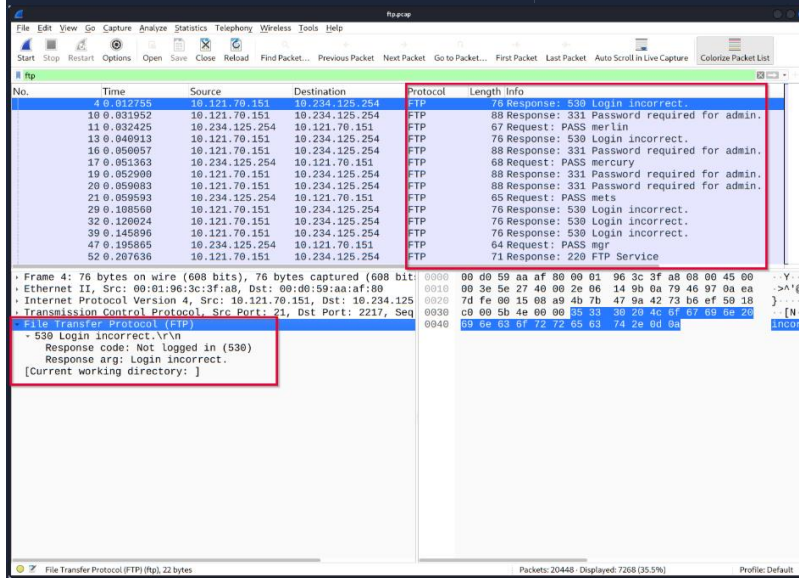 ftp.pcap
File Edit View Go Capture Analyze Statistics Telephony Wireless Tools Help
Start Stop Restart Options Open Save Close Reload Find Packet... Previous Packet Next Packet Go to Packet... First Packet Last Packet Auto Scroll in Live Capture Colorize Packet List
ftp
No. Time Source Destination Protocol Length Info
4 0.012755 10.121.70.151 10.234.125.254 FTP 76 Response: 530 Login incorrect.
10 0.031952 10.121.70.151 10.234.125.254 FTP 88 Response: 331 Password required for admin.
11 0.032425 10.234.125.254 10.121.70.151 FTP 67 Request: PASS merlin
13 0.040913 10.121.70.151 10.234.125.254 FTP 76 Response: 530 Login incorrect.
16 0.050057 10.121.70.151 10.234.125.254 FTP 88 Response: 331 Password required for admin.
17 0.051363 10.234.125.254 10.121.70.151 FTP 68 Request: PASS mercury
19 0.052900 10.121.70.151 10.234.125.254 FTP 88 Response: 331 Password required for admin.
20 0.059083 10.121.70.151 10.234.125.254 FTP 88 Response: 331 Password required for admin.
21 0.059593 10.234.125.254 10.121.70.151 FTP 65 Request: PASS mets
29 0.108560 10.121.70.151 10.234.125.254 FTP 76 Response: 530 Login incorrect.
32 0.120024 10.121.70.151 10.234.125.254 FTP 76 Response: 530 Login incorrect.
39 0.145896 10.121.70.151 10.234.125.254 FTP 76 Response: 530 Login incorrect.
47 0.195865 10.234.125.254 10.121.70.151 FTP 64 Request: PASS mgr
52 0.207636 10.121.70.151 10.234.125.254 FTP 71 Response: 220 FTP Service
Frame 4: 76 bytes on wire (608 bits), 76 bytes captured (608 bit
Ethernet II, Src: 00:01:96:3c:3f:a8, Dst: 00:d0:59:aa:af:80
Internet Protocol Version 4, Src: 10.121.70.151, Dst: 10.234.125
Transmission Control Protocol, Src Port: 21, Dst Port: 2217, Seq
File Transfer Protocol (FTP)
530 Login incorrect.\r\n
Response code: Not logged in (530)
Response arg: Login incorrect.
[Current working directory: ]
0000 00 d0 59 aa af 80 00 01 96 3c 3f a8 08 00 45 00 ··Y·
0010 00 3e 5e 27 40 00 2e 06 14 9b 0a 79 46 97 0a ea ·>^'@
0020 7d fe 00 15 08 a9 4b 7b 47 9a 42 73 b6 ef 50 18 }····
0030 c0 00 5b 4e 00 00 35 33 30 20 4c 6f 67 69 6e 20 ··[N·
0040 69 6e 63 6f 72 72 65 63 74 2e 0d 0a incor
File Transfer Protocol (FTP) (ftp), 22 bytes
Packets: 20448 · Displayed: 7268 (35.5%)
Profile: Default